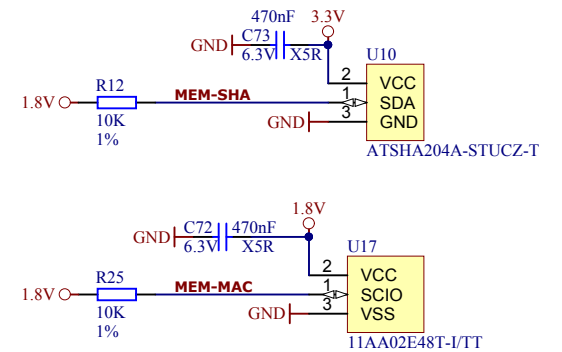 470nF 3.3V
GND C73
6.3V X5R
U10
R12
2 VCC
1.8V MEM-SHA 1 SDA
10K GND 3 GND
1%
ATSHA204A-STUCZ-T
1.8V
C72 470nF
GND
6.3V X5R
U17
R25
2 VCC
1.8V MEM-MAC 1 SCIO
10K GND 3 VSS
1%
11AA02E48T-I/TT